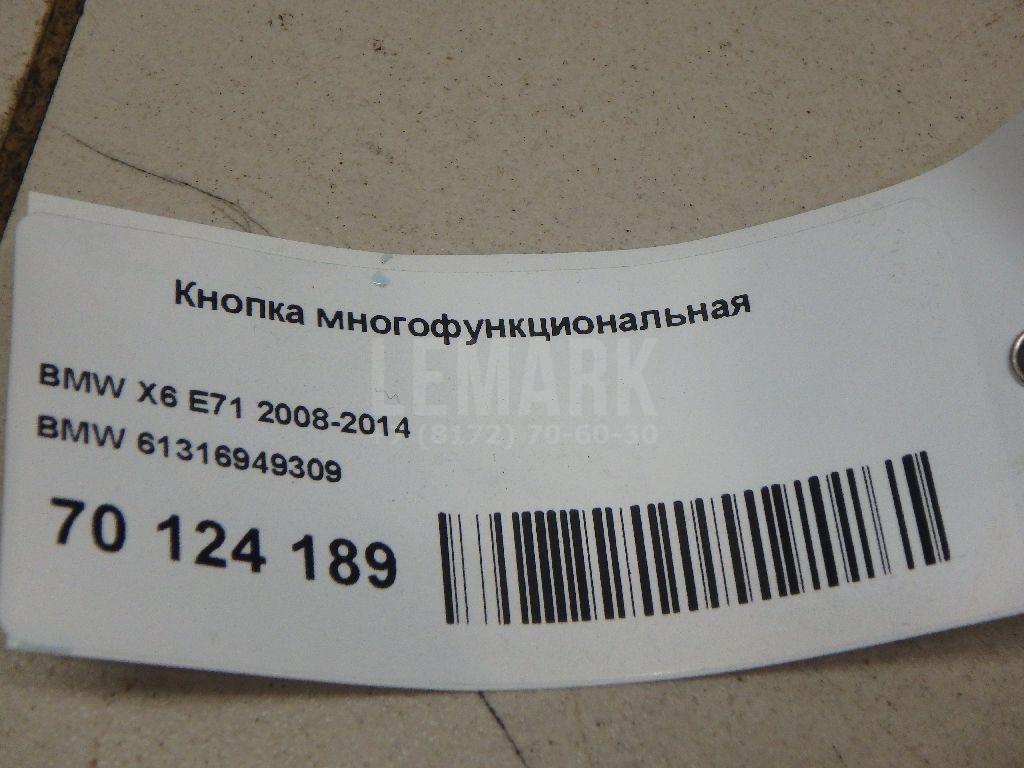 Кнопка многофункциональная
LEMARK
BMW X6 E71 2008-2014
(8172) 70-60-30
BMW 61316949309
70 124 189